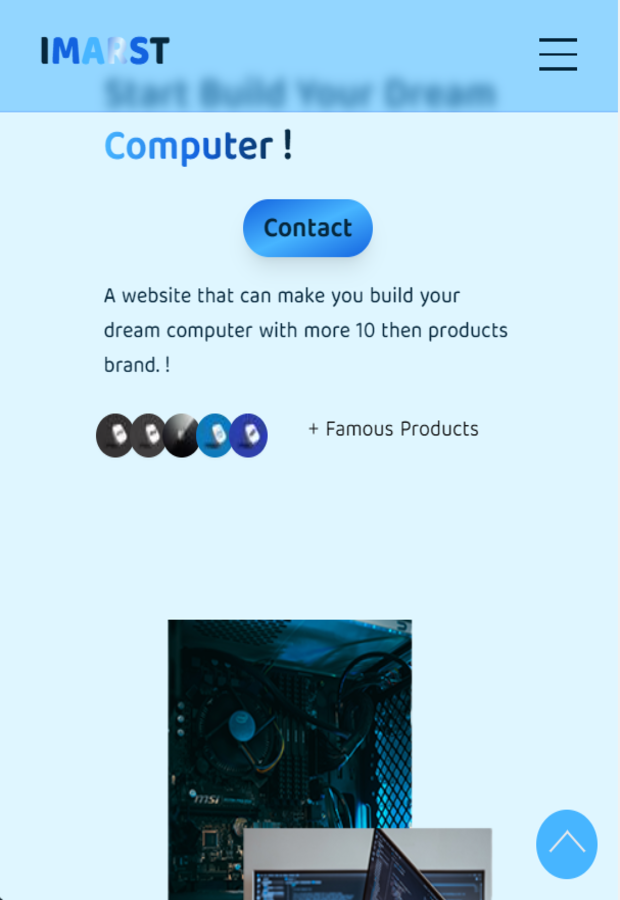 IMARST
Start Build Your Dream
Computer !
Contact
A website that can make you build your
dream computer with more 10 then products
brand. !
+ Famous Products
msi